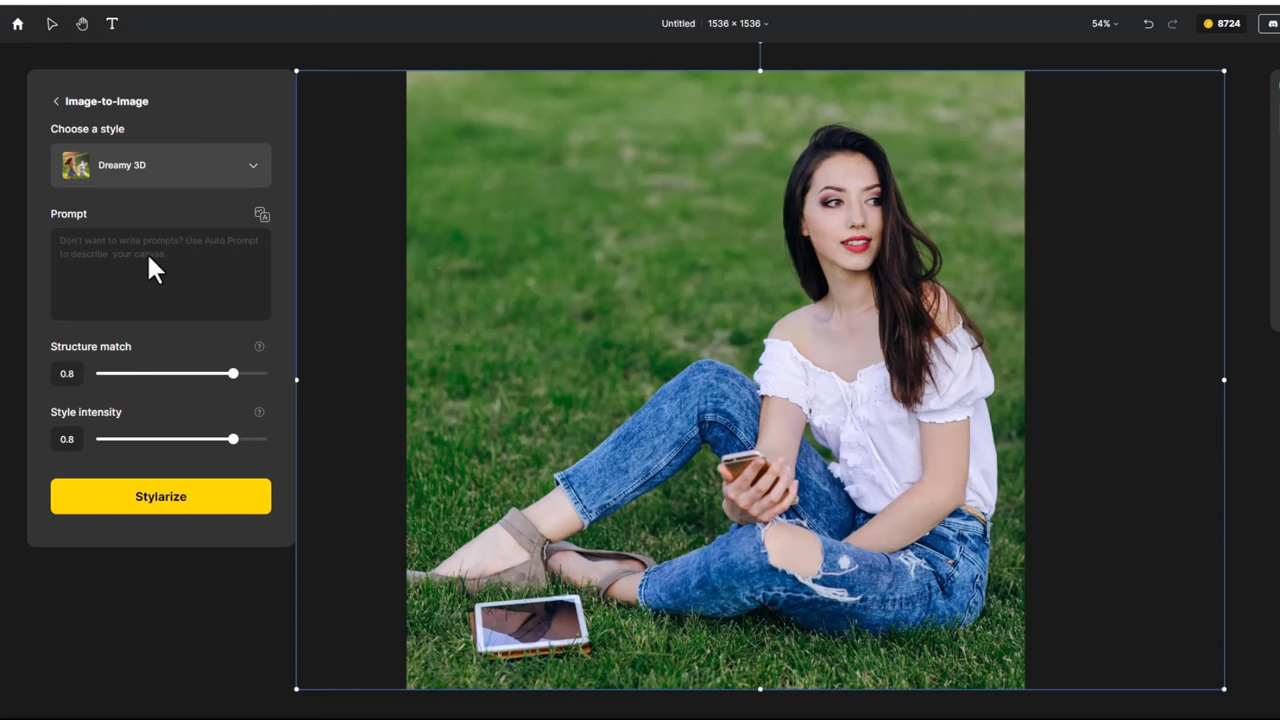 Untitled 1536 × 1536
54%
8724
Image-to-Image
Choose a style
Dreamy 3D
Prompt
Don't want to write prompts? Use Auto Prompt
to describe your canvas.
Structure match
0.8
Style intensity
0.8
Stylarize